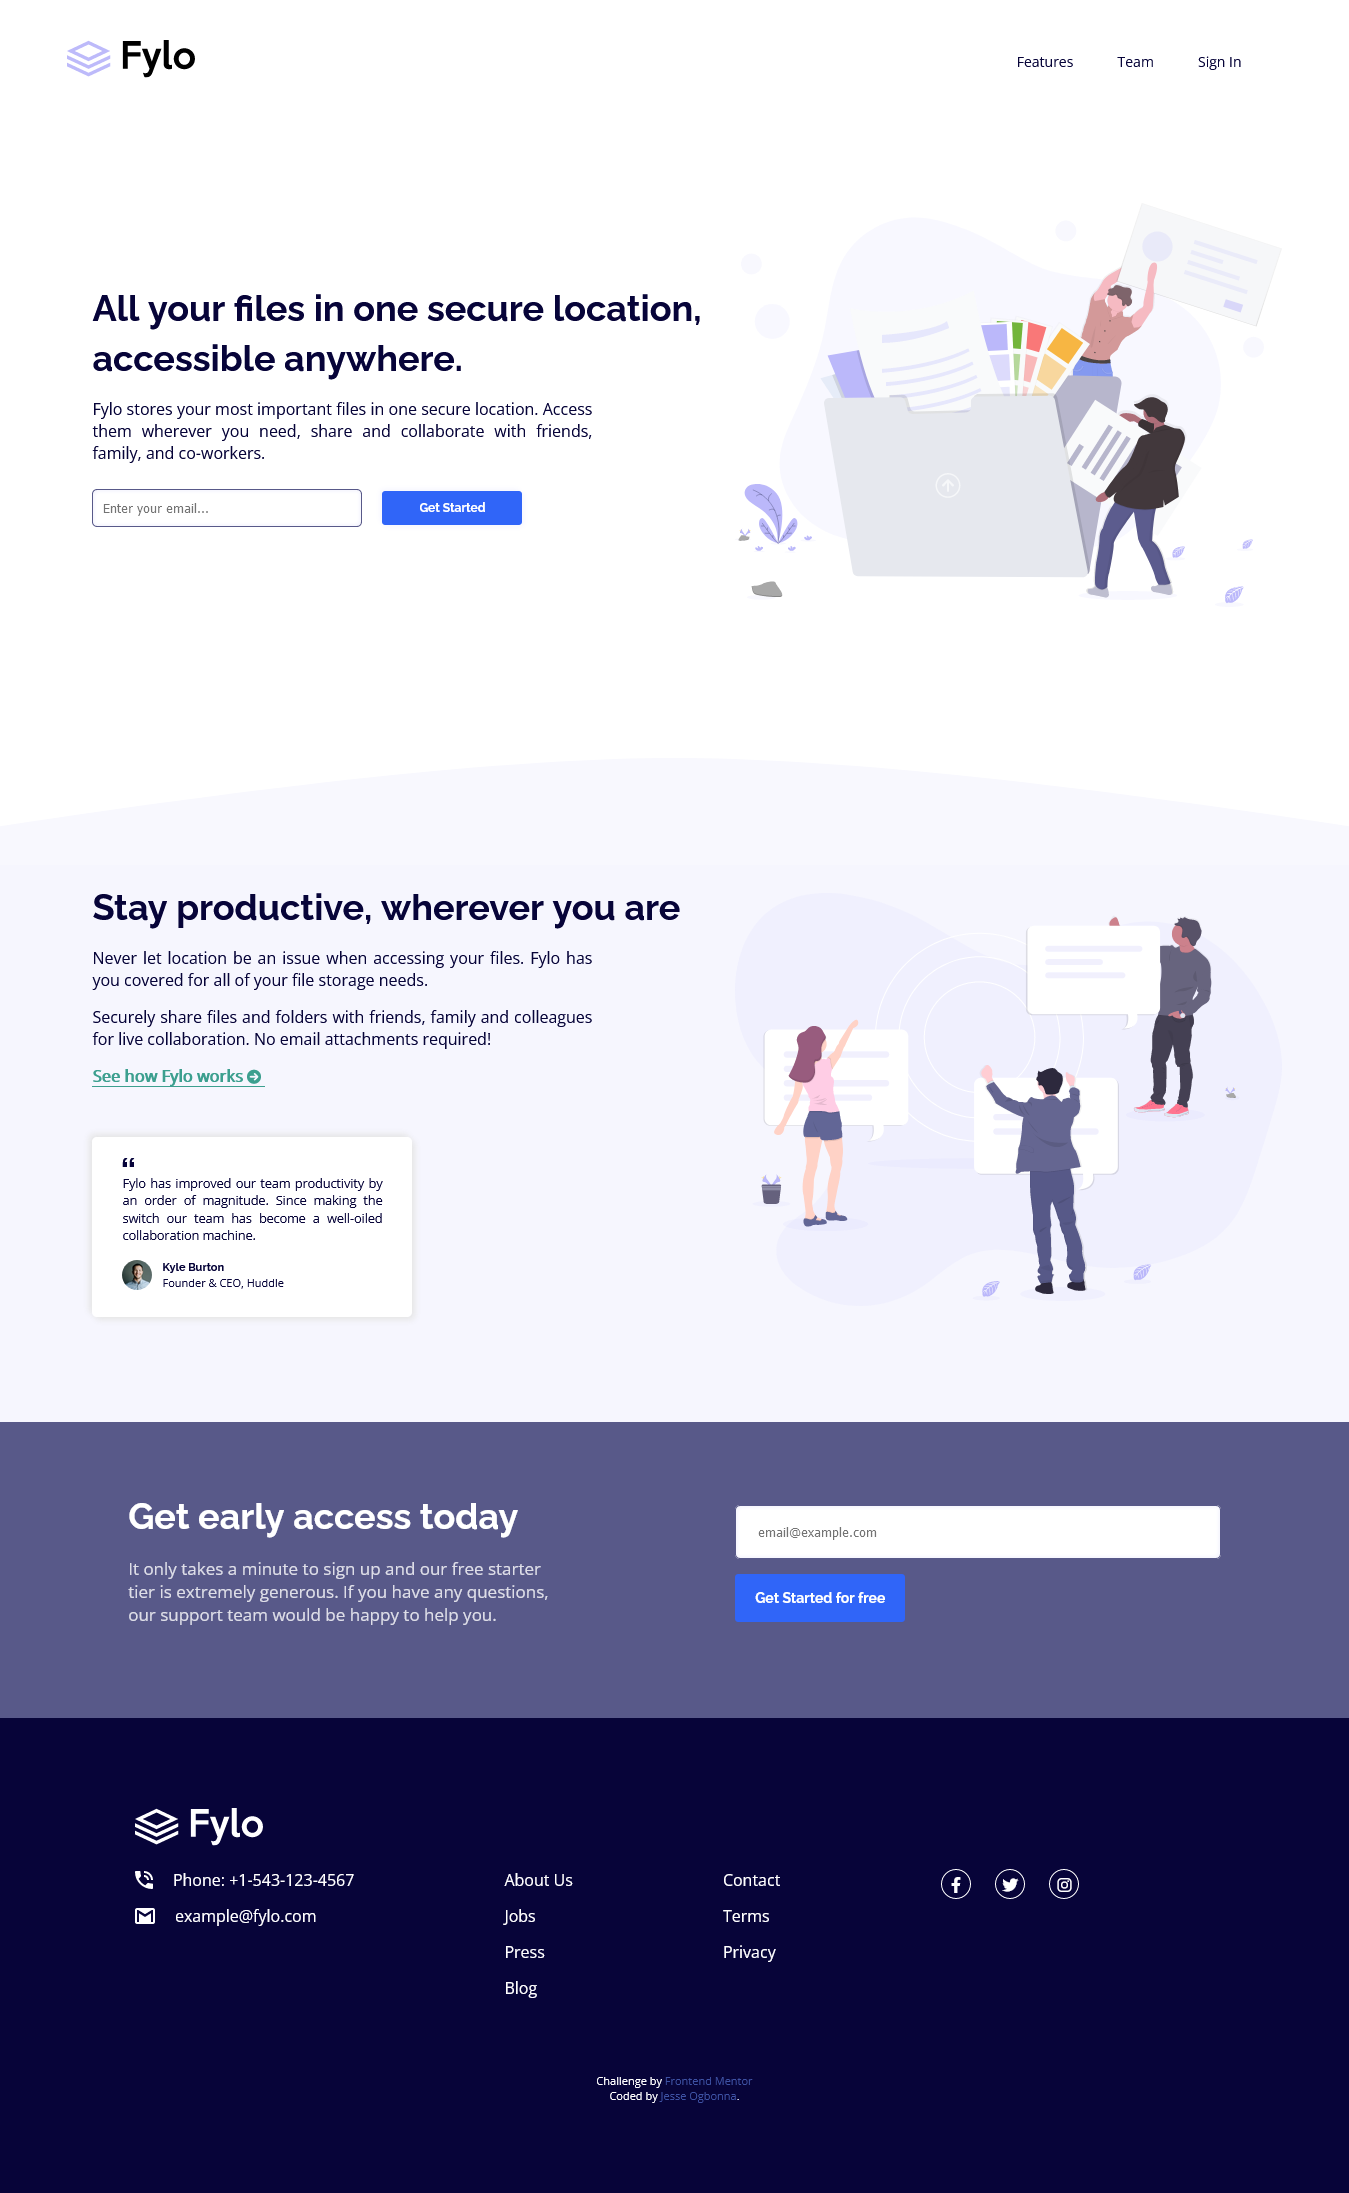 Fylo
Features
Team
Sign In
All your files in one secure location,
accessible anywhere.
Fylo stores your most important files in one secure location. Access
them wherever you need, share and collaborate with friends,
family, and co-workers.
Enter your email...
Get Started
Stay productive, wherever you are
Never let location be an issue when accessing your files. Fylo has
you covered for all of your file storage needs.
Securely share files and folders with friends, family and colleagues
for live collaboration. No email attachments required!
See how Fylo works
“
Fylo has improved our team productivity by
an order of magnitude. Since making the
switch our team has become a well-oiled
collaboration machine.
Kyle Burton
Founder & CEO, Huddle
Get early access today
It only takes a minute to sign up and our free starter
tier is extremely generous. If you have any questions,
our support team would be happy to help you.
email@example.com
Get Started for free
Fylo
Phone: +1-543-123-4567
example@fylo.com
About Us
Jobs
Press
Blog
Contact
Terms
Privacy
Challenge by Frontend Mentor
Coded by Jesse Ogbonna.